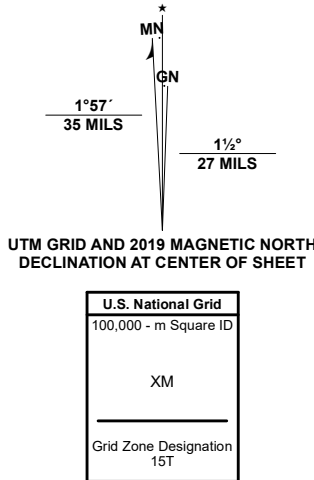 ★
MN
GN
1°57´
35 MILS
1½°
27 MILS
UTM GRID AND 2019 MAGNETIC NORTH
DECLINATION AT CENTER OF SHEET
U.S. National Grid
100,000 - m Square ID
XM
Grid Zone Designation
15T